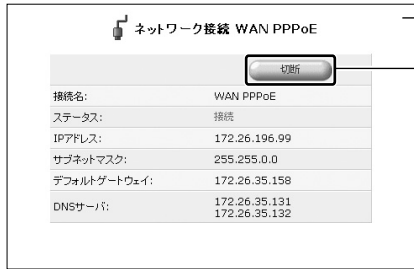 ネットワーク接続 WAN PPPoE
切断
接続名: WAN PPPoE
ステータス: 接続
IPアドレス: 172.26.196.99
サブネットマスク: 255.255.0.0
デフォルトゲートウェイ: 172.26.35.158
DNSサーバ: 172.26.35.131
172.26.35.132